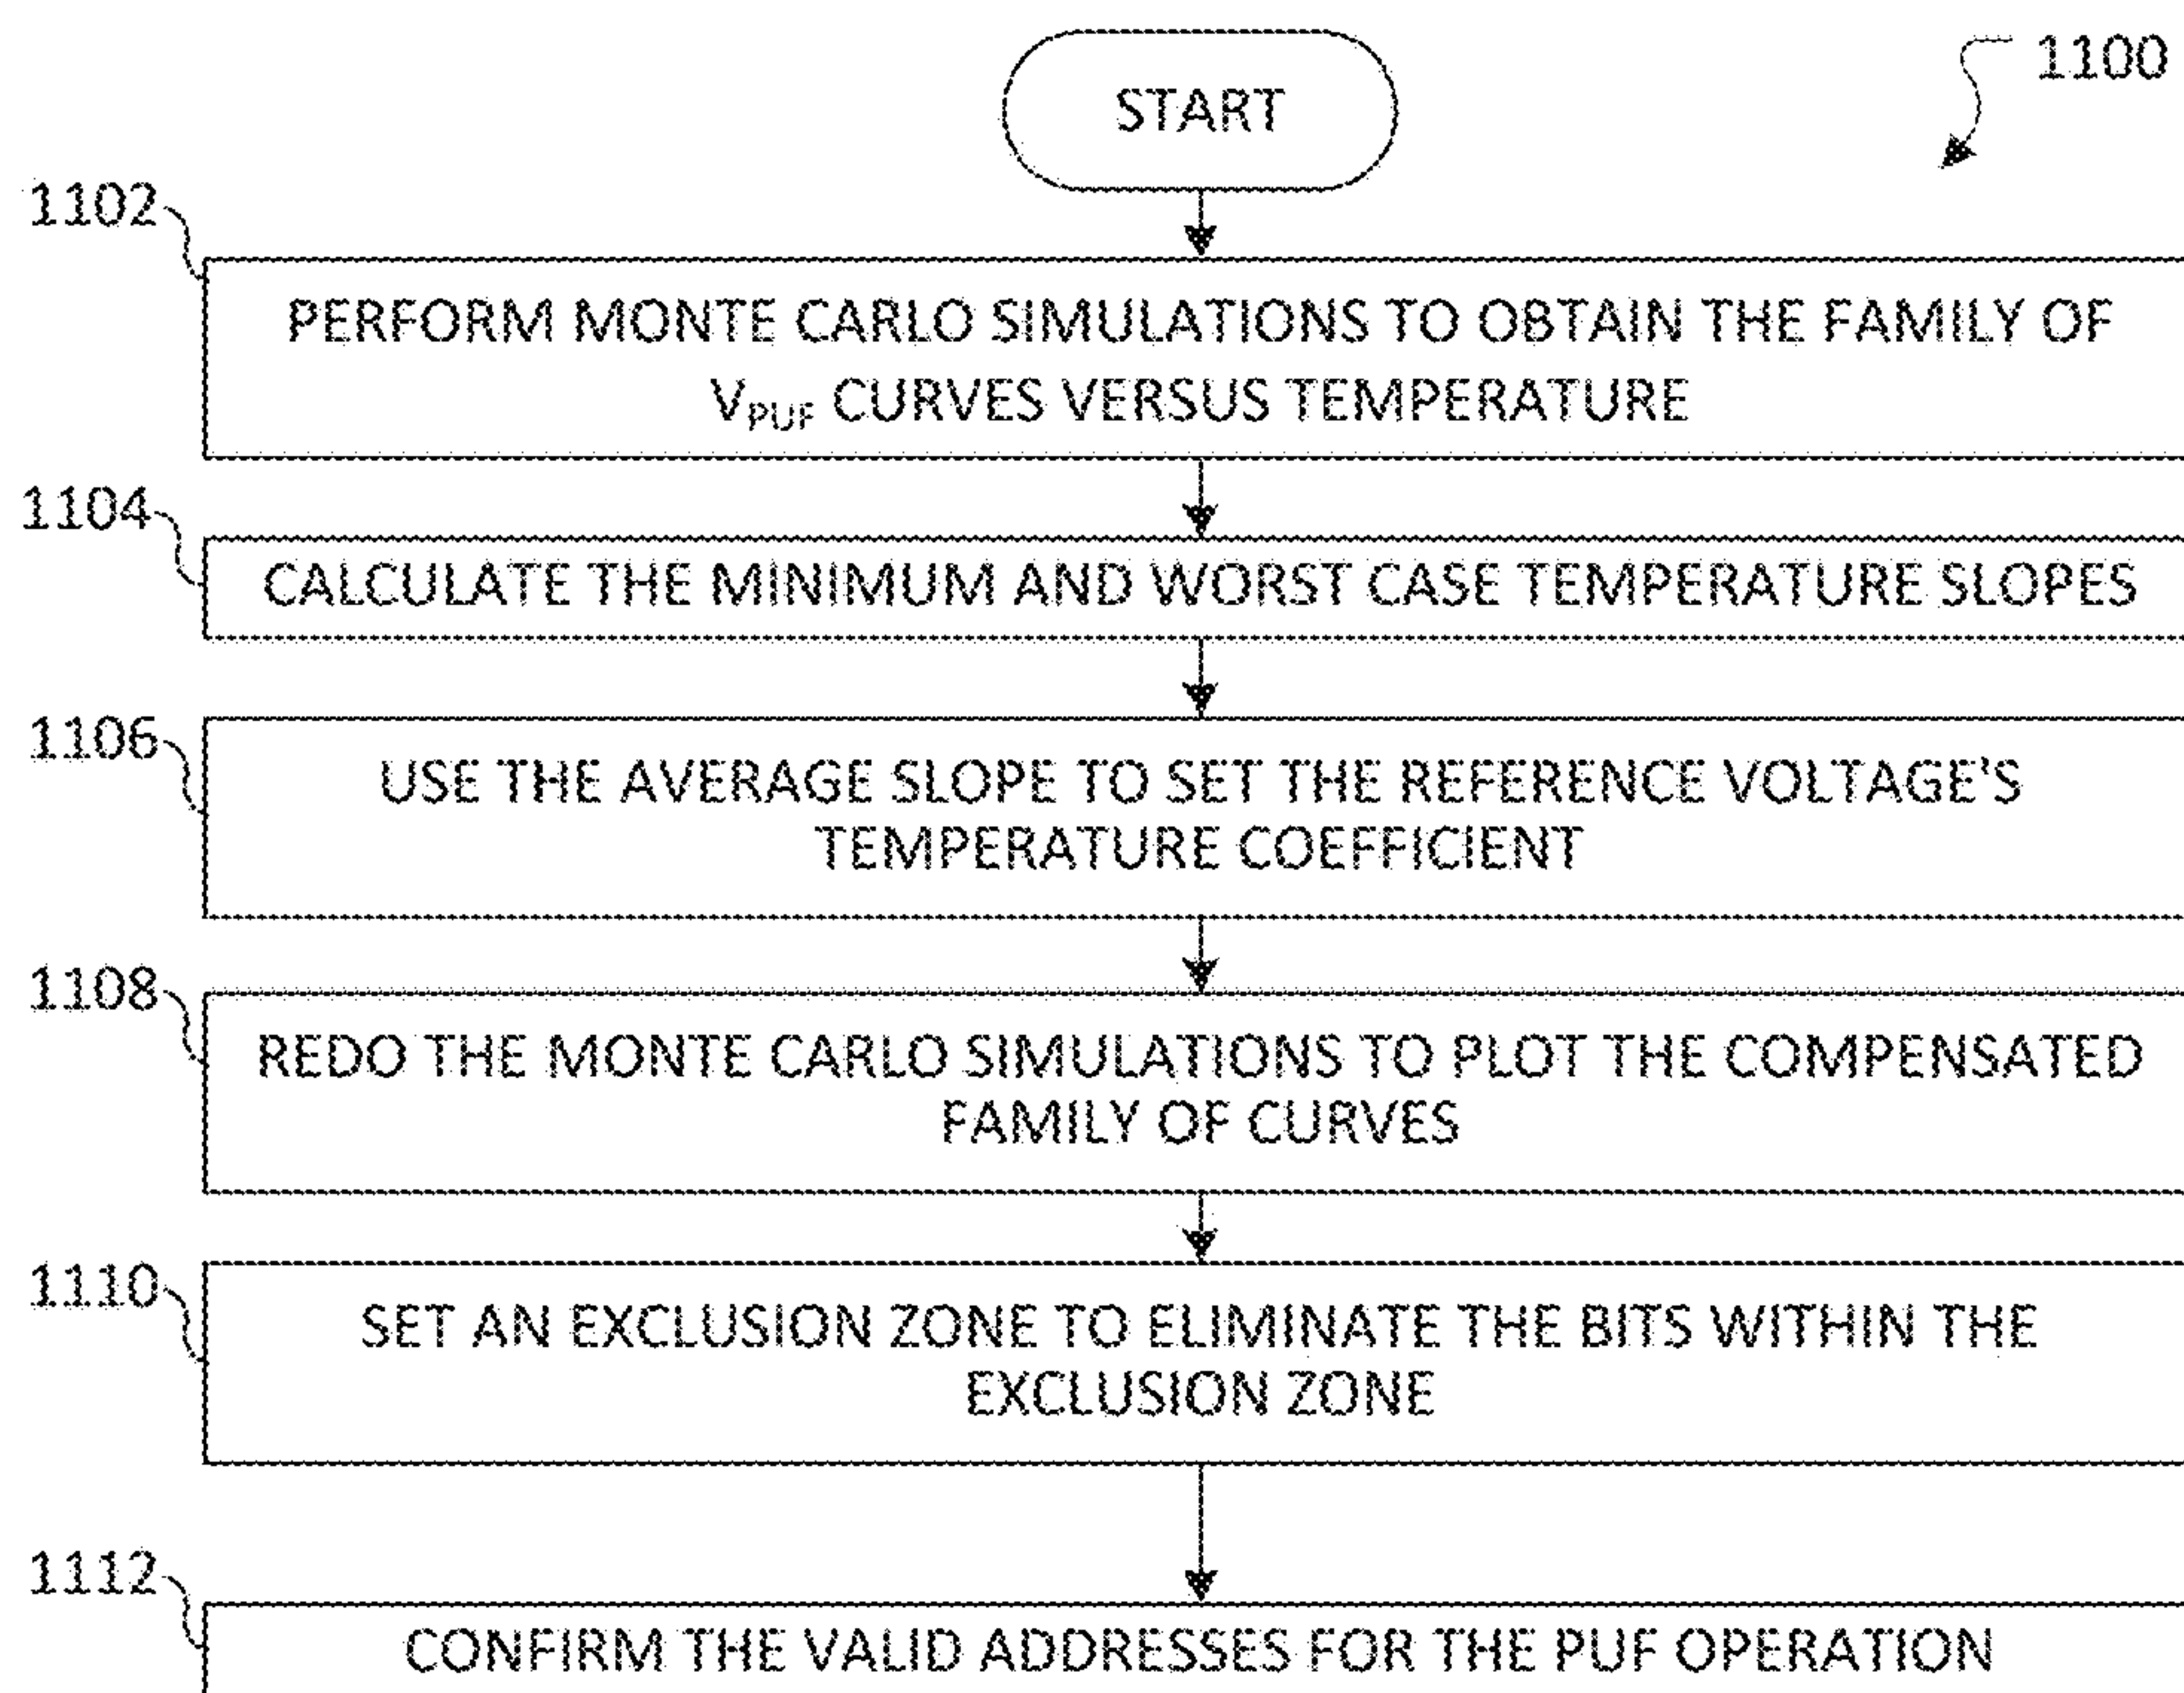 START
1100
1102
PERFORM MONTE CARLO SIMULATIONS TO OBTAIN THE FAMILY OF
VPUF CURVES VERSUS TEMPERATURE
1104
CALCULATE THE MINIMUM AND WORST CASE TEMPERATURE SLOPES
1106
USE THE AVERAGE SLOPE TO SET THE REFERENCE VOLTAGE'S
TEMPERATURE COEFFICIENT
1108
REDO THE MONTE CARLO SIMULATIONS TO PLOT THE COMPENSATED
FAMILY OF CURVES
1110
SET AN EXCLUSION ZONE TO ELIMINATE THE BITS WITHIN THE
EXCLUSION ZONE
1112
CONFIRM THE VALID ADDRESSES FOR THE PUF OPERATION